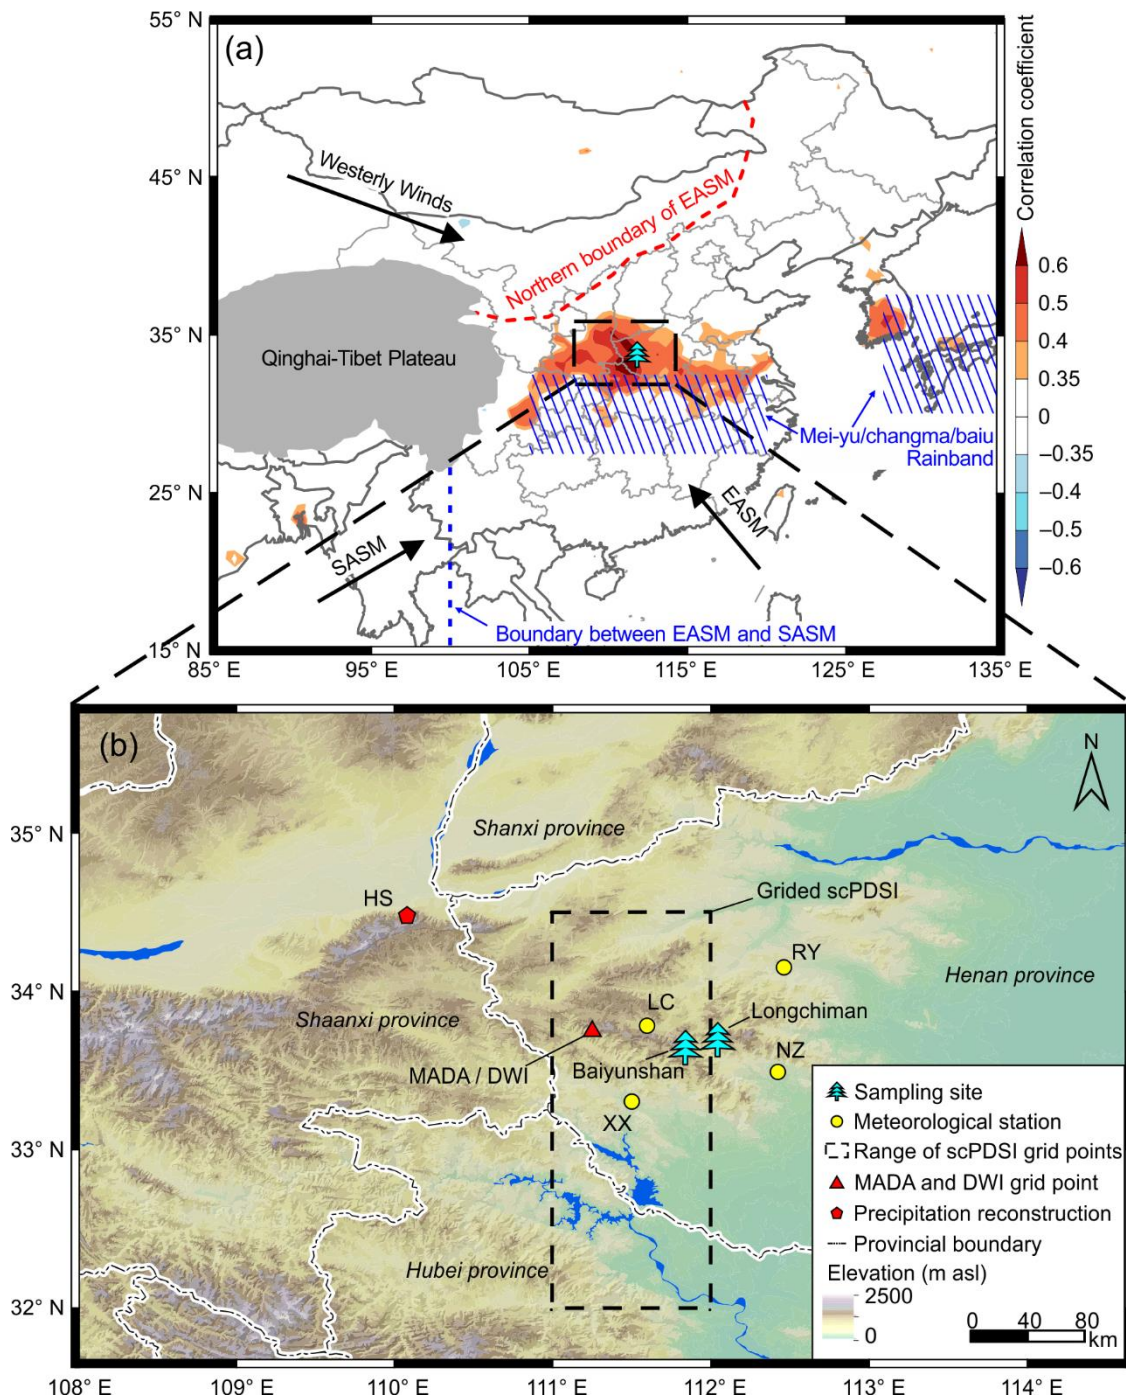 (a)
55° N
45° N
35° N
25° N
15° N
85° E
95° E
105° E
115° E
125° E
135° E
Westerly Winds
Northern boundary of EASM
Qinghai-Tibet Plateau
Mei-yu/changma/baiu
Rainband
EASM
SASM
Boundary between EASM and SASM
Correlation coefficient
0.6
0.5
0.4
0.35
0
–0.35
–0.4
–0.5
–0.6
(b)
N
35° N
34° N
33° N
32° N
108° E
109° E
110° E
111° E
112° E
113° E
114° E
Shanxi province
HS
Grided scPDSI
RY
Henan province
LC
Longchiman
Shaanxi province
MADA / DWI
Baiyunshan
NZ
XX
Hubei province
Sampling site
Meteorological station
Range of scPDSI grid points
MADA and DWI grid point
Precipitation reconstruction
Provincial boundary
Elevation (m asl)
2500
0
0 40 80
km